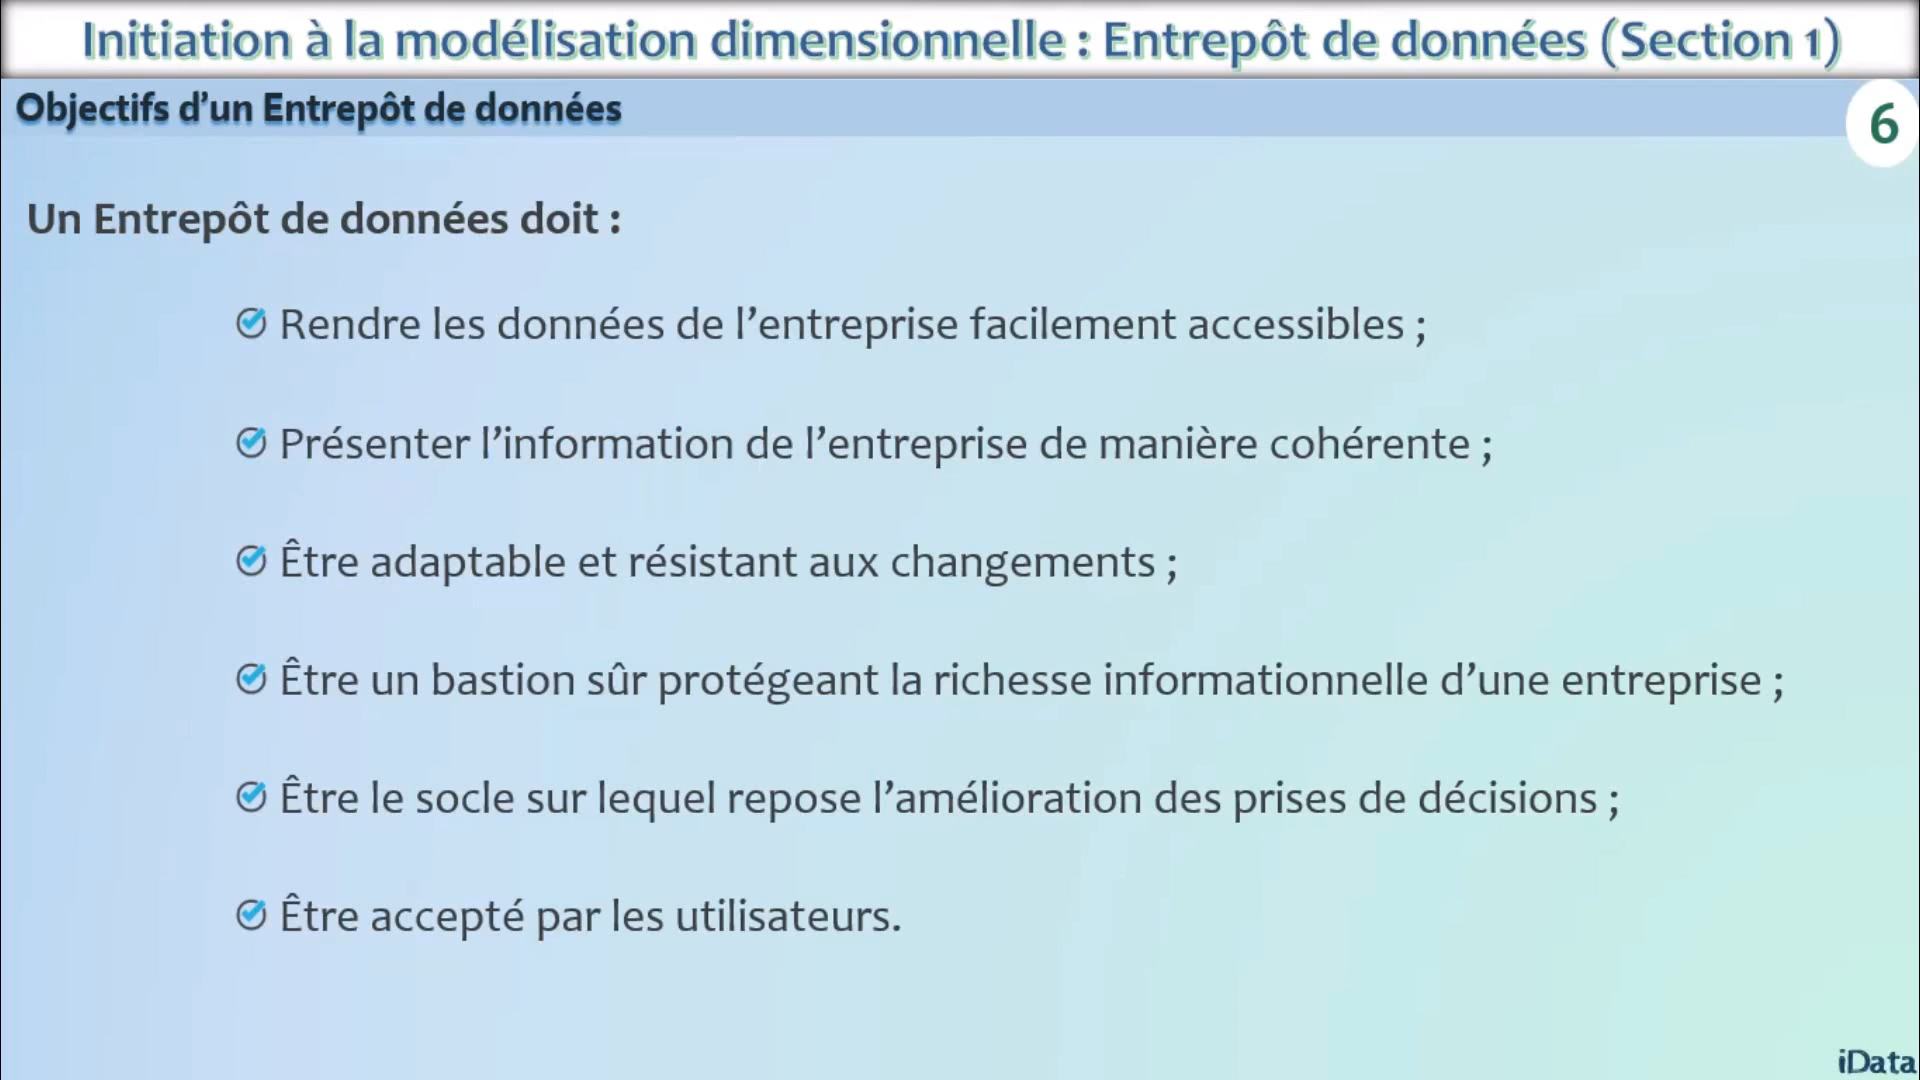 Initiation à la modélisation dimensionnelle : Entrepôt de données (Section 1)
Objectifs d’un Entrepôt de données
6
Un Entrepôt de données doit :
Rendre les données de l’entreprise facilement accessibles ;
Présenter l’information de l’entreprise de manière cohérente ;
Être adaptable et résistant aux changements ;
Être un bastion sûr protégeant la richesse informationnelle d’une entreprise ;
Être le socle sur lequel repose l’amélioration des prises de décisions ;
Être accepté par les utilisateurs.
iData